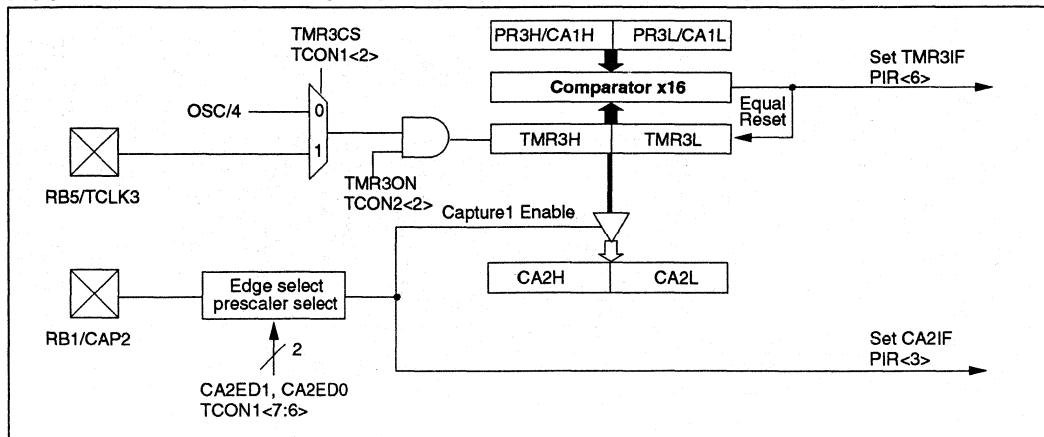 PR3H/CA1H PR3L/CA1L
TMR3CS
TCON1<2>
Set TMR3IF
PIR<6>
Comparator x16
OSC/4
0
Equal
Reset
1
TMR3H TMR3L
RB5/TCLK3
TMR3ON
TCON2<2>
Capture1 Enable
CA2H CA2L
Edge select
prescaler select
RB1/CAP2
Set CA2IF
PIR<3>
2
CA2ED1, CA2ED0
TCON1<7:6>